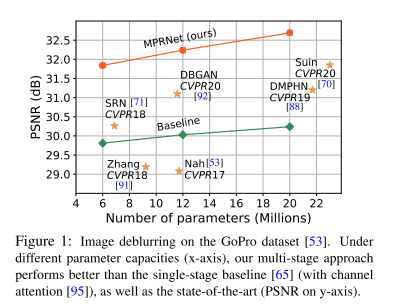 32.5
32.0
31.5
31.0
30.5
30.0
29.5
29.0
PSNR (dB)
MPRNet (ours)
Suin
CVPR20
[70]
DBGAN
CVPR20
[92]
DMPHN
CVPR19
[88]
SRN [71]
CVPR18
Baseline
Zhang
CVPR18
[91]
Nah[53]
CVPR17
4 6 8 10 12 14 16 18 20 22
Number of parameters (Millions)
Figure 1: Image deblurring on the GoPro dataset [53]. Under
different parameter capacities (x-axis), our multi-stage approach
performs better than the single-stage baseline [65] (with channel
attention [95]), as well as the state-of-the-art (PSNR on y-axis).